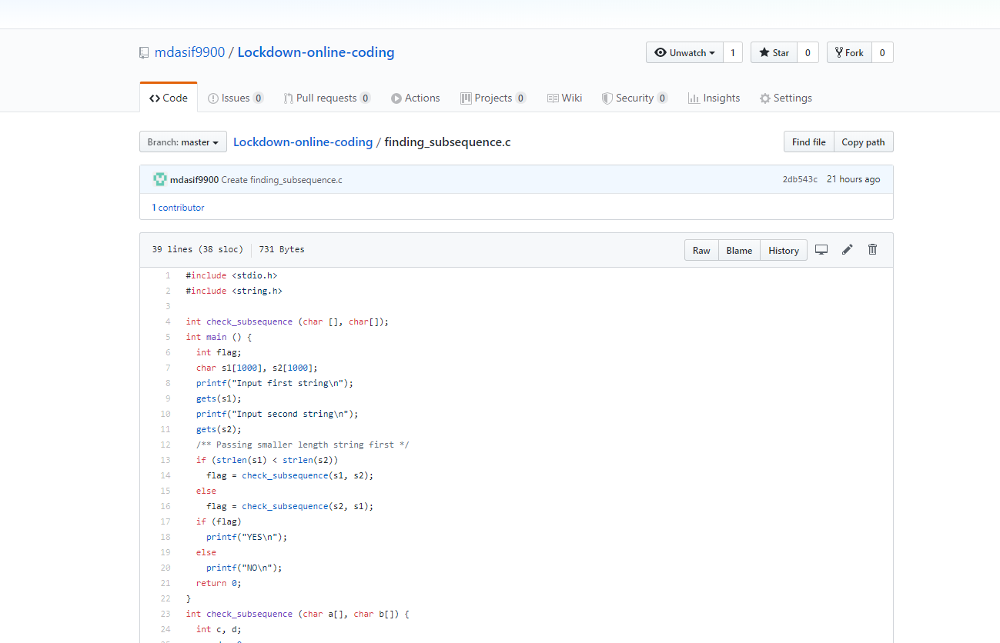 mdasif9900 / Lockdown-online-coding
Unwatch 1 Star 0 Fork 0
Code Issues 0 Pull requests 0 Actions Projects 0 Wiki Security 0 Insights Settings
Branch: master Lockdown-online-coding / finding_subsequence.c Find file Copy path
mdasif9900 Create finding_subsequence.c 2db543c 21 hours ago
1 contributor
39 lines (38 sloc) 731 Bytes Raw Blame History
1 #include <stdio.h>
2 #include <string.h>
3
4 int check_subsequence (char [], char[]);
5 int main () {
6 int flag;
7 char s1[1000], s2[1000];
8 printf("Input first string\n");
9 gets(s1);
10 printf("Input second string\n");
11 gets(s2);
12 /** Passing smaller length string first */
13 if (strlen(s1) < strlen(s2))
14 flag = check_subsequence(s1, s2);
15 else
16 flag = check_subsequence(s2, s1);
17 if (flag)
18 printf("YES\n");
19 else
20 printf("NO\n");
21 return 0;
22 }
23 int check_subsequence (char a[], char b[]) {
24 int c, d;